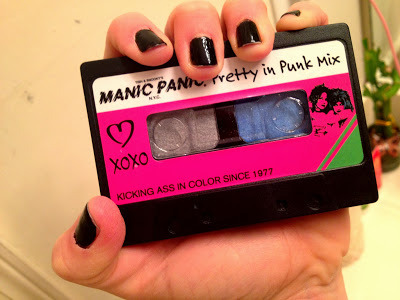 TISH & SNOOKY'S
MANIC PANIC. Pretty in Punk Mix
N.Y.C.
XOXO
KICKING ASS IN COLOR SINCE 1977